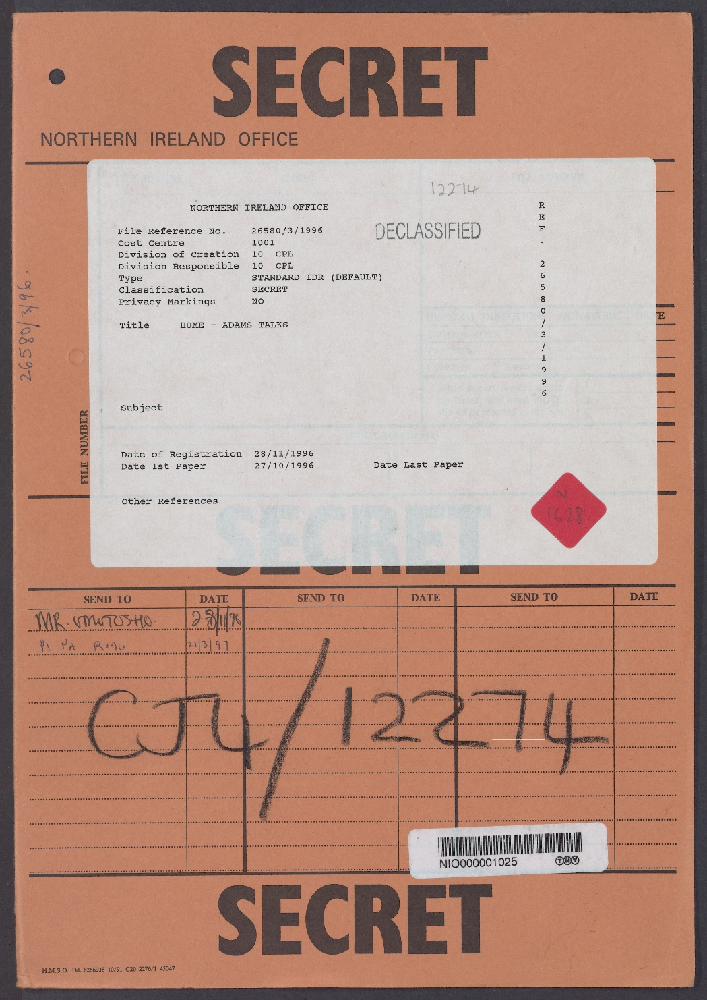 SECRET
NORTHERN IRELAND OFFICE
12274
NORTHERN IRELAND OFFICE
DECLASSIFIED
File Reference No. 26580/3/1996
Cost Centre 1001
Division of Creation 10 CPL
Division Responsible 10 CPL
Type STANDARD IDR (DEFAULT)
Classification SECRET
Privacy Markings NO
Title HUME - ADAMS TALKS
Subject
Date of Registration 28/11/1996
Date 1st Paper 27/10/1996 Date Last Paper
Other References
REF. 26580/3/1996
N
1628
26580/3/96.
FILE NUMBER
SECRET
SEND TO DATE SEND TO DATE SEND TO DATE
MR. 28/11/96
PA RMU 21/3/97
CJ4/12274
NIO000001025 TNT
SECRET
H.M.S.O. Dd. 8266938 10/91 C20 2276/1 45047